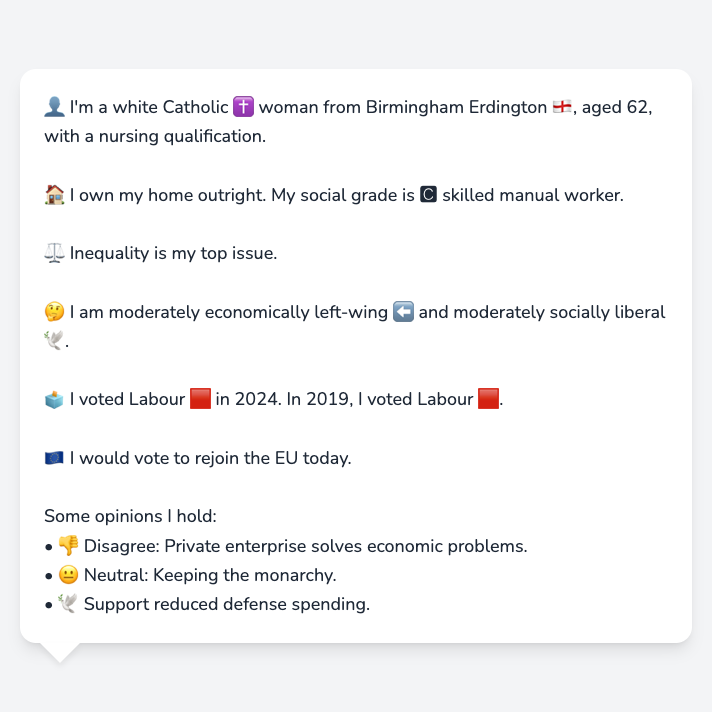 👤 I'm a white Catholic ✝️ woman from Birmingham Erdington 🏴󠁧󠁢󠁥󠁮󠁧󠁿, aged 62,
with a nursing qualification.
🏠 I own my home outright. My social grade is 🅲 skilled manual worker.
⚖️ Inequality is my top issue.
🤔 I am moderately economically left-wing ⬅️ and moderately socially liberal
🕊️.
🗳️ I voted Labour 🟥 in 2024. In 2019, I voted Labour 🟥.
🇪🇺 I would vote to rejoin the EU today.
Some opinions I hold:
• 👎 Disagree: Private enterprise solves economic problems.
• 😐 Neutral: Keeping the monarchy.
• 🕊️ Support reduced defense spending.